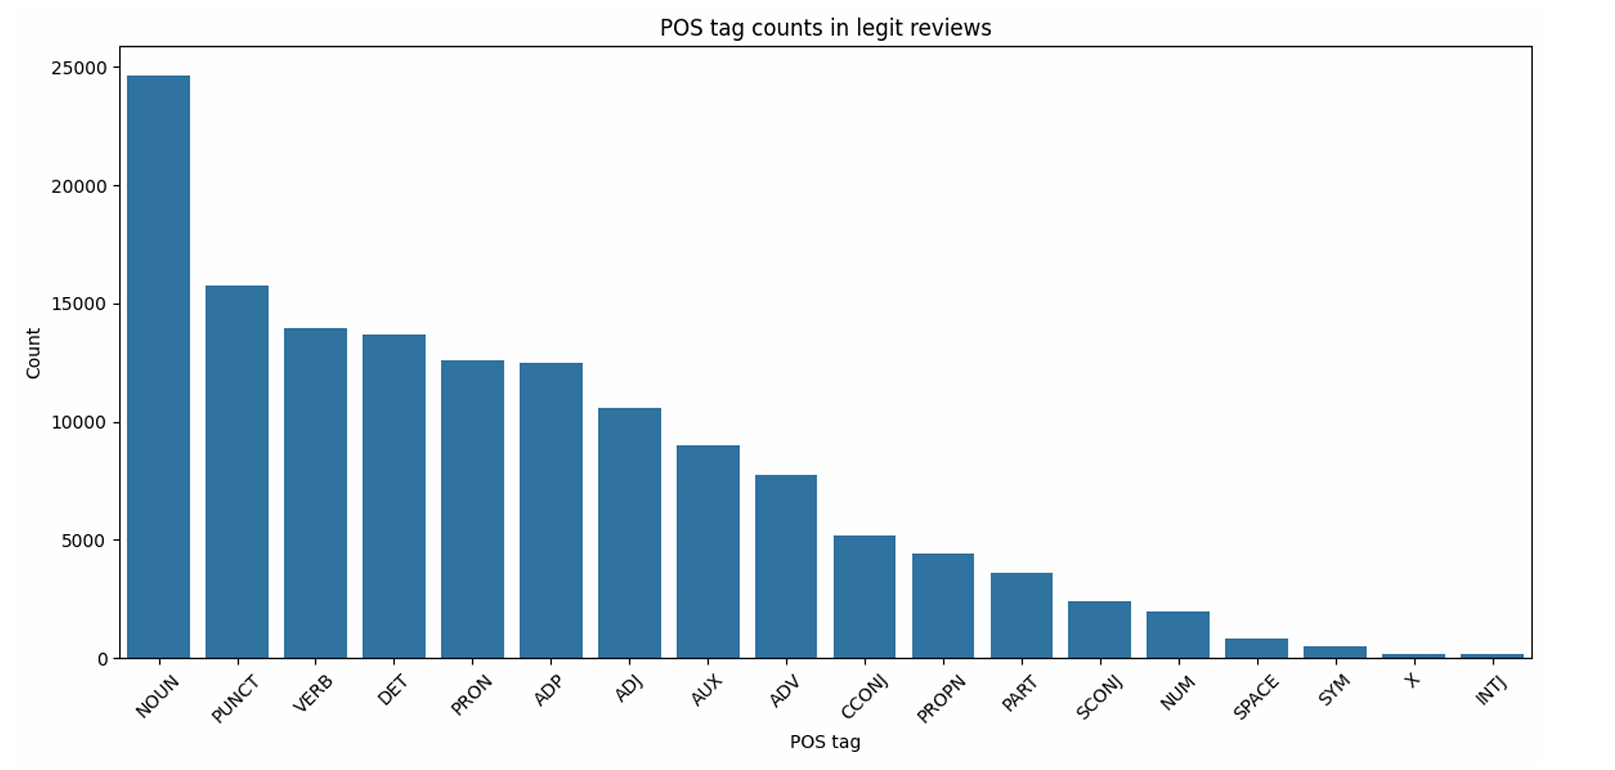 POS tag counts in legit reviews
25000
20000
15000
10000
5000
0
Count
NOUN
PUNCT
VERB
DET
PRON
ADP
ADJ
AUX
ADV
CCONJ
PROPN
PART
SCONJ
NUM
SPACE
SYM
X
INTJ
POS tag